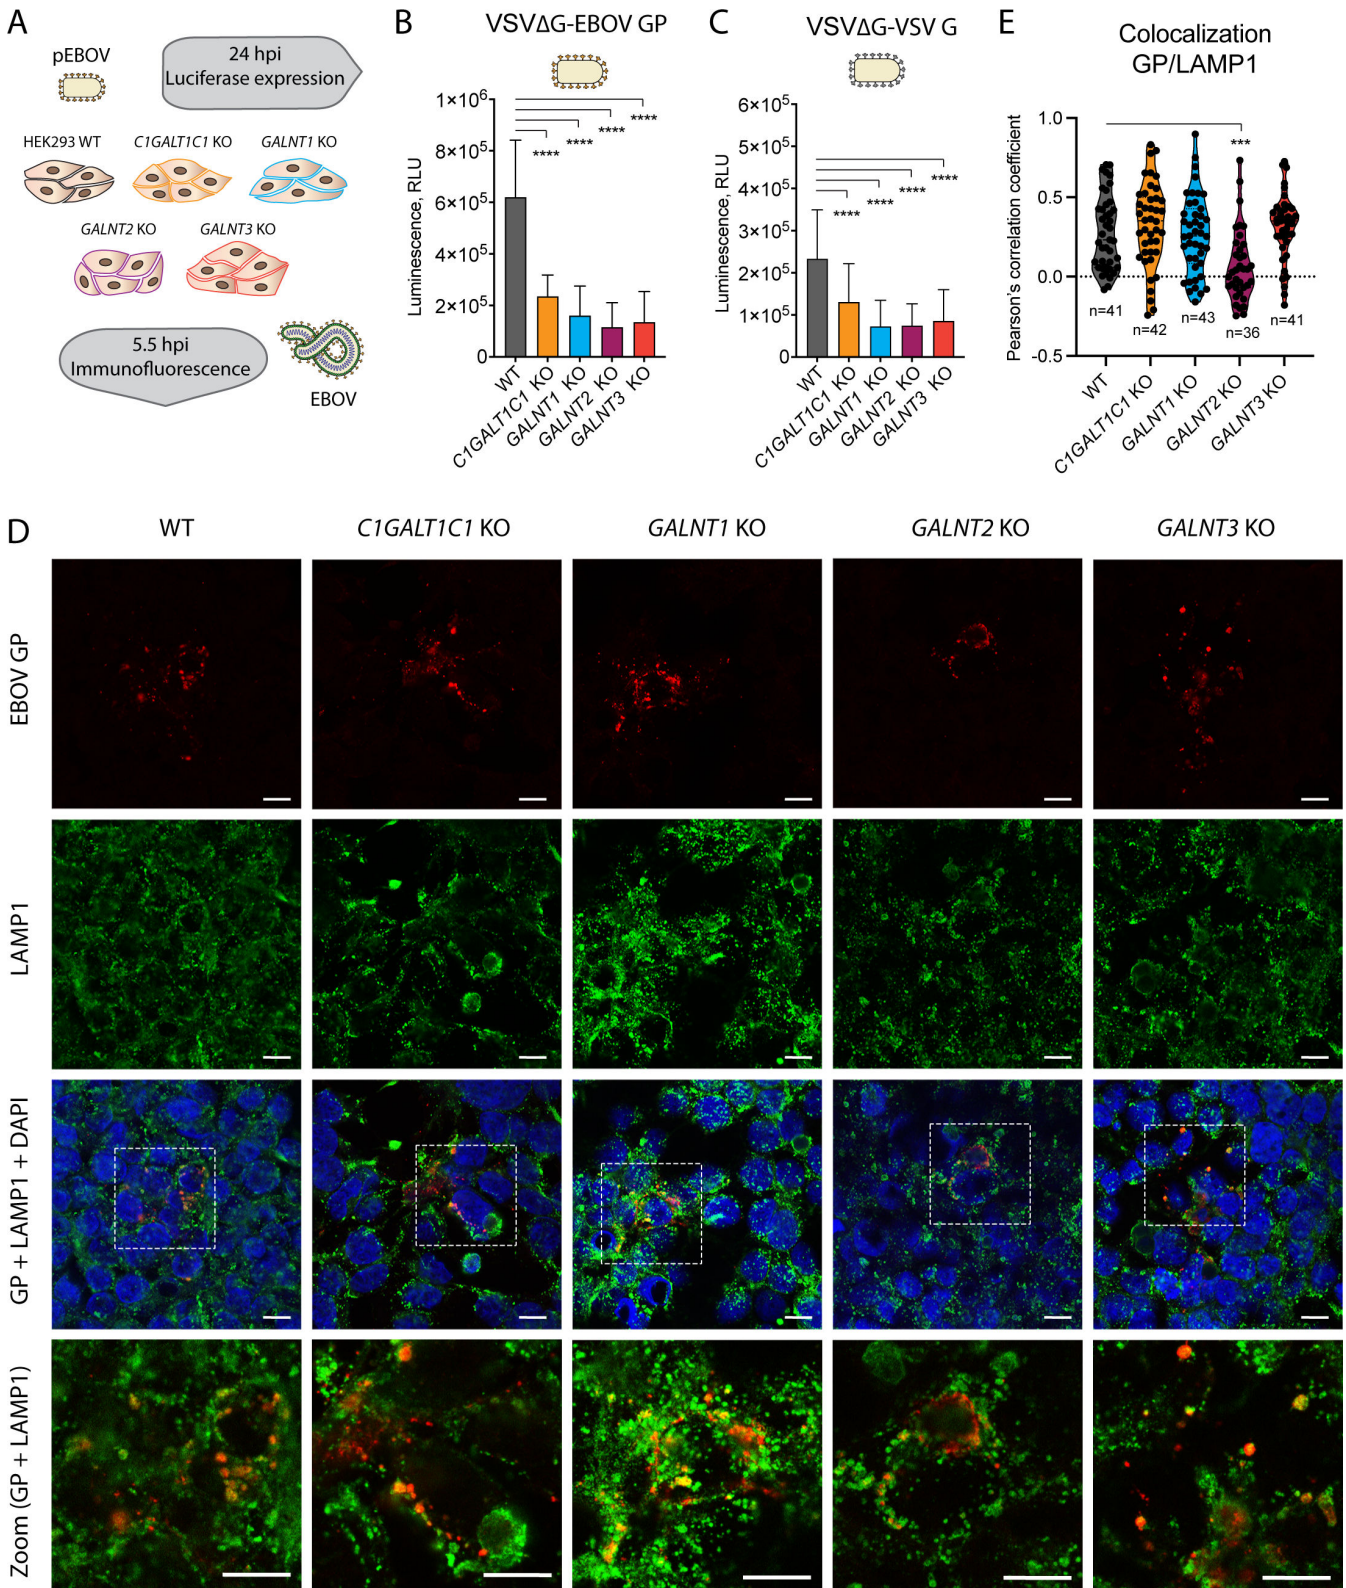 A
pEBOV
24 hpi
Luciferase expression
HEK293 WT
C1GALT1C1 KO
GALNT1 KO
GALNT2 KO
GALNT3 KO
5.5 hpi
Immunofluorescence
EBOV
B
VSVΔG-EBOV GP
Luminescence, RLU
1×10⁶
8×10⁵
6×10⁵
4×10⁵
2×10⁵
0
****
****
****
****
WT
C1GALT1C1 KO
GALNT1 KO
GALNT2 KO
GALNT3 KO
C
VSVΔG-VSV G
Luminescence, RLU
6×10⁵
5×10⁵
4×10⁵
3×10⁵
2×10⁵
1×10⁵
0
****
****
****
****
WT
C1GALT1C1 KO
GALNT1 KO
GALNT2 KO
GALNT3 KO
E
Colocalization
GP/LAMP1
Pearson's correlation coefficient
1.0
0.5
0.0
-0.5
***
n=41
n=42
n=43
n=36
n=41
WT
C1GALT1C1 KO
GALNT1 KO
GALNT2 KO
GALNT3 KO
D
WT
C1GALT1C1 KO
GALNT1 KO
GALNT2 KO
GALNT3 KO
EBOV GP
LAMP1
GP + LAMP1 + DAPI
Zoom (GP + LAMP1)